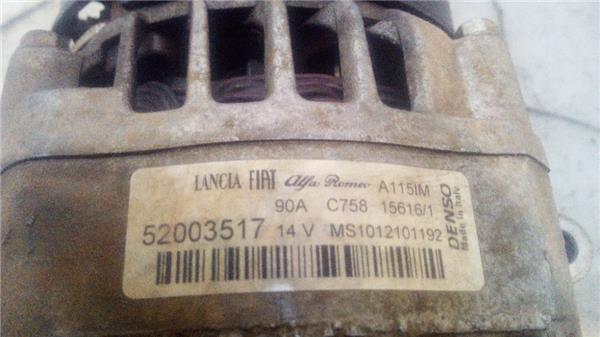 LANCIA FIAT Alfa Romeo A115IM
90A C758 15616/1
52003517 14 V MS1012101192
DENSO
Made in Italy